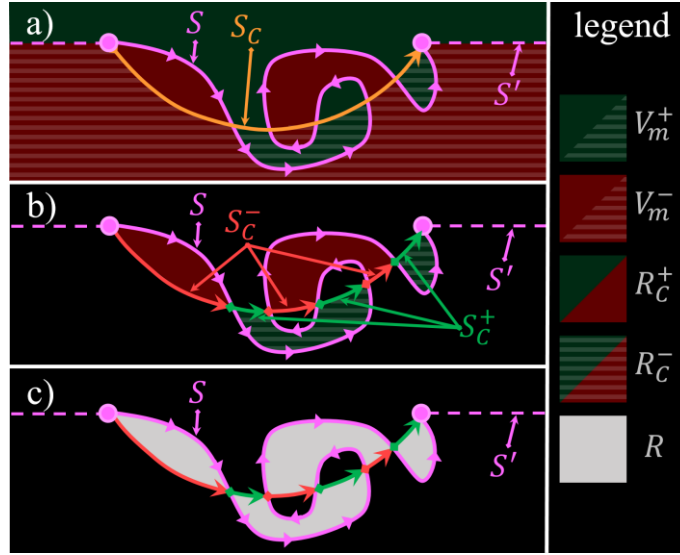 a)
S
S_C
S'
b)
S
S_C^-
S'
S_C^+
c)
S
S'
legend
V_m^+
V_m^-
R_C^+
R_C^-
R